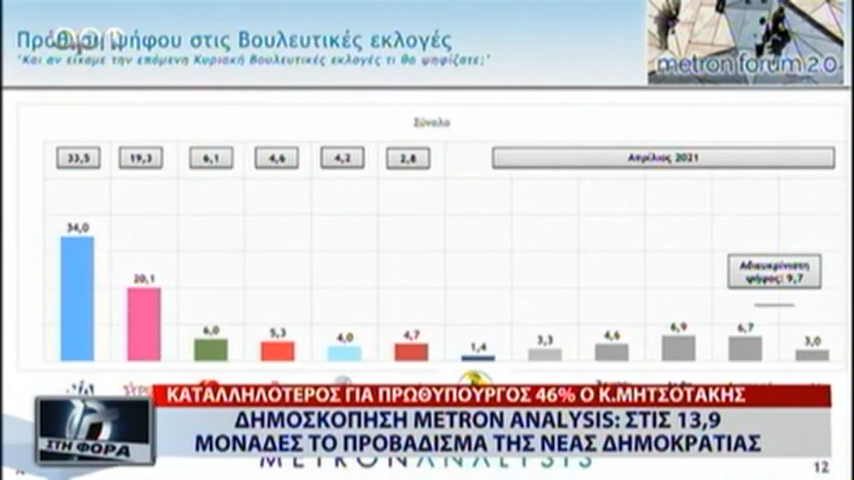 Πρόθεση ψήφου στις Βουλευτικές εκλογές
"Και αν είχαμε την επόμενη Κυριακή Βουλευτικές εκλογές τι θα ψηφίζατε;"
metron forum 2.0
Σύνολο
33,5 19,3 6,1 4,6 4,2 2,8 Απρίλιος 2021
34,0
20,1
6,0 5,3 4,0 4,7 1,4 3,3 4,6 6,9 6,7 3,0
Αδιευκρίνιστη
ψήφος: 9,7
ΚΑΤΑΛΛΗΛΟΤΕΡΟΣ ΓΙΑ ΠΡΩΘΥΠΟΥΡΓΟΣ 46% Ο Κ.ΜΗΤΣΟΤΑΚΗΣ
ΔΗΜΟΣΚΟΠΗΣΗ METRON ANALYSIS: ΣΤΙΣ 13,9
ΜΟΝΑΔΕΣ ΤΟ ΠΡΟΒΑΔΙΣΜΑ ΤΗΣ ΝΕΑΣ ΔΗΜΟΚΡΑΤΙΑΣ
ΣΤΗ ΦΟΡΑ
METRON ANALYSIS
12